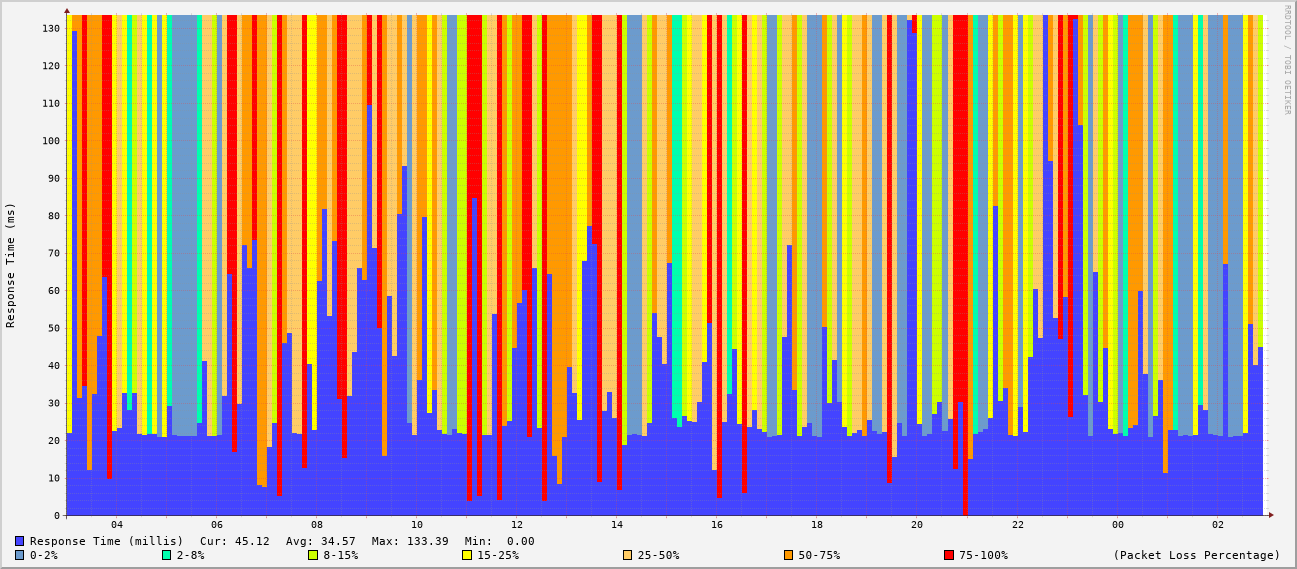 RRDTOOL / TOBI OETIKER
Response Time (ms)
130
120
110
100
90
80
70
60
50
40
30
20
10
0
04 06 08 10 12 14 16 18 20 22 00 02
Response Time (millis) Cur: 45.12 Avg: 34.57 Max: 133.39 Min: 0.00
0-2% 2-8% 8-15% 15-25% 25-50% 50-75% 75-100% (Packet Loss Percentage)